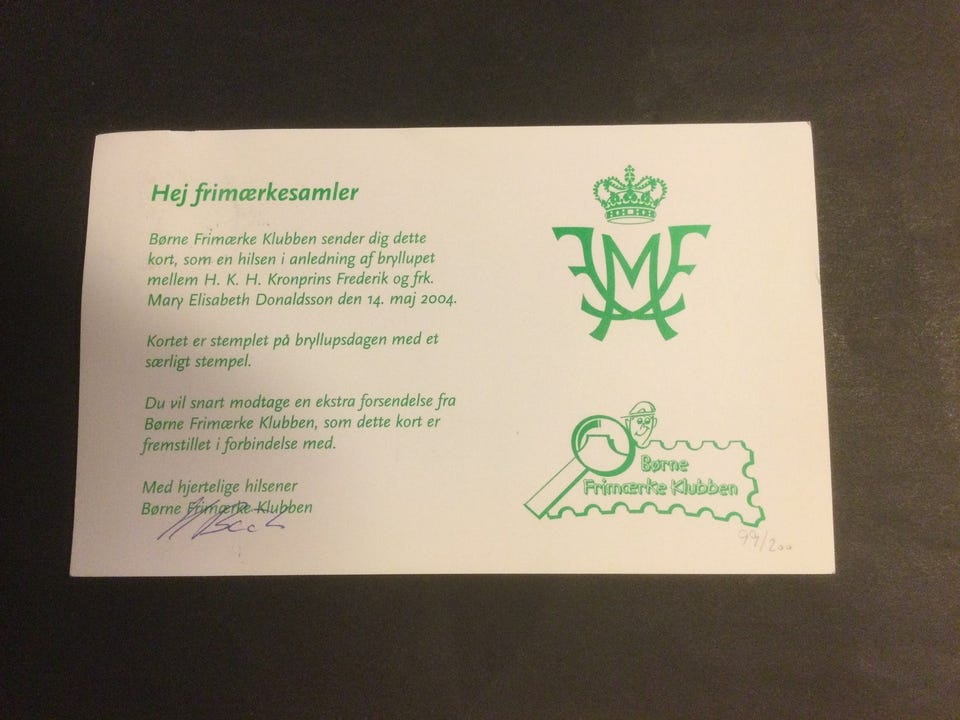 Hej frimærkesamler
Børne Frimærke Klubben sender dig dette
kort, som en hilsen i anledning af bryllupet
mellem H. K. H. Kronprins Frederik og frk.
Mary Elisabeth Donaldsson den 14. maj 2004.
Kortet er stemplet på bryllupsdagen med et
særligt stempel.
Du vil snart modtage en ekstra forsendelse fra
Børne Frimærke Klubben, som dette kort er
fremstillet i forbindelse med.
Med hjertelige hilsener
Børne Frimærke Klubben
Børne
Frimærke Klubben
99/200